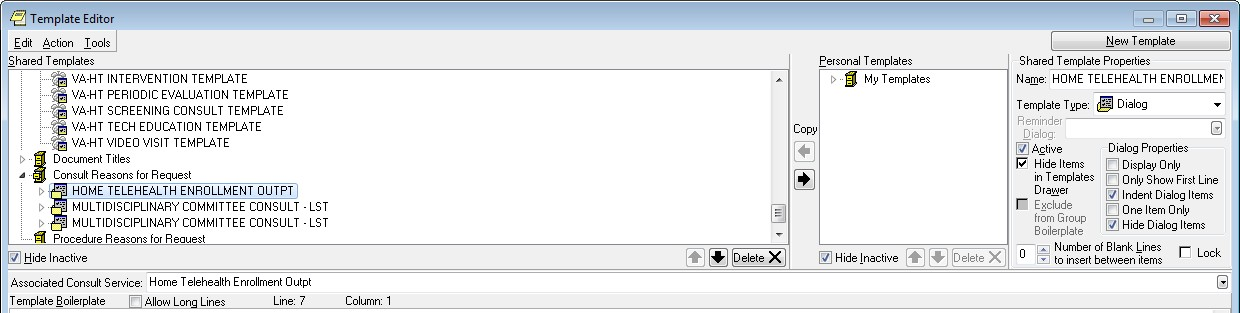 Template Editor
Edit Action Tools
New Template
Shared Templates
VA-HT INTERVENTION TEMPLATE
VA-HT PERIODIC EVALUATION TEMPLATE
VA-HT SCREENING CONSULT TEMPLATE
VA-HT TECH EDUCATION TEMPLATE
VA-HT VIDEO VISIT TEMPLATE
Document Titles
Consult Reasons for Request
HOME TELEHEALTH ENROLLMENT OUTPT
MULTIDISCIPLINARY COMMITTEE CONSULT - LST
MULTIDISCIPLINARY COMMITTEE CONSULT - LST
Procedure Reasons for Request
Hide Inactive
Delete
Copy
Personal Templates
My Templates
Hide Inactive
Delete
Shared Template Properties
Name: HOME TELEHEALTH ENROLLMEN
Template Type: Dialog
Reminder
Dialog:
Active
Hide Items
in Templates
Drawer
Exclude
from Group
Boilerplate
Dialog Properties
Display Only
Only Show First Line
Indent Dialog Items
One Item Only
Hide Dialog Items
0 Number of Blank Lines
to insert between items
Lock
Associated Consult Service: Home Telehealth Enrollment Outpt
Template Boilerplate Allow Long Lines Line: 7 Column: 1